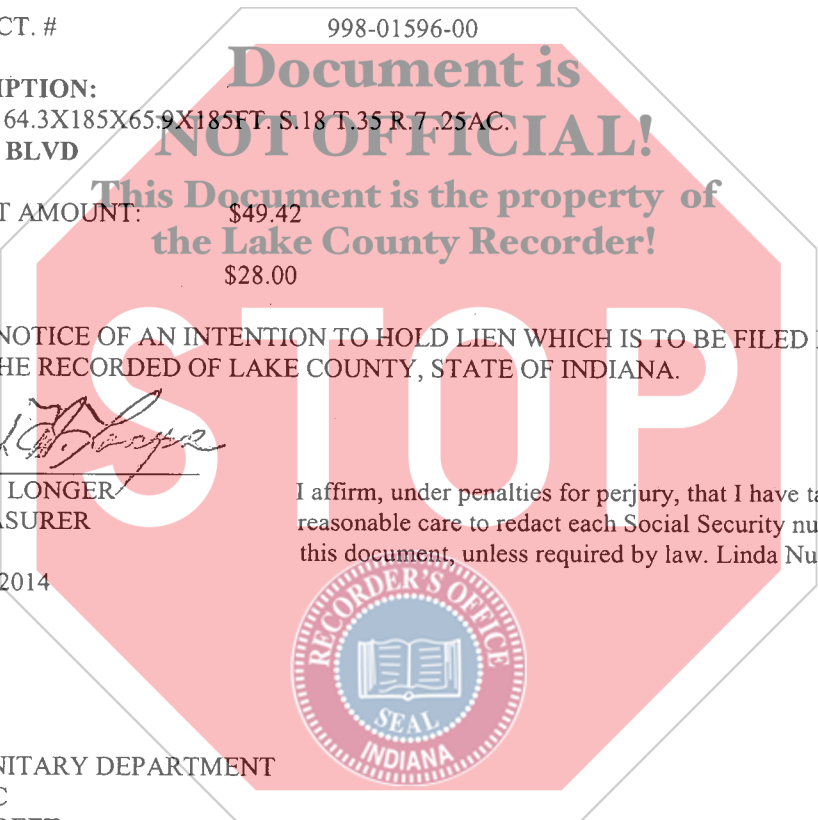 CT. # 998-01596-00
Document is
IPTION:
64.3X185X65.9X185FT. S.18 T.35 R.7 .25AC.
NOT OFFICIAL!
BLVD
This Document is the property of
T AMOUNT: $49.42
the Lake County Recorder!
$28.00
NOTICE OF AN INTENTION TO HOLD LIEN WHICH IS TO BE FILED
HE RECORDED OF LAKE COUNTY, STATE OF INDIANA.
STOP
LONGER
ASURER
I affirm, under penalties for perjury, that I have ta
reasonable care to redact each Social Security nu
this document, unless required by law. Linda Nu
2014
RECORDER'S OFFICE
SEAL
INDIANA
NITARY DEPARTMENT
C